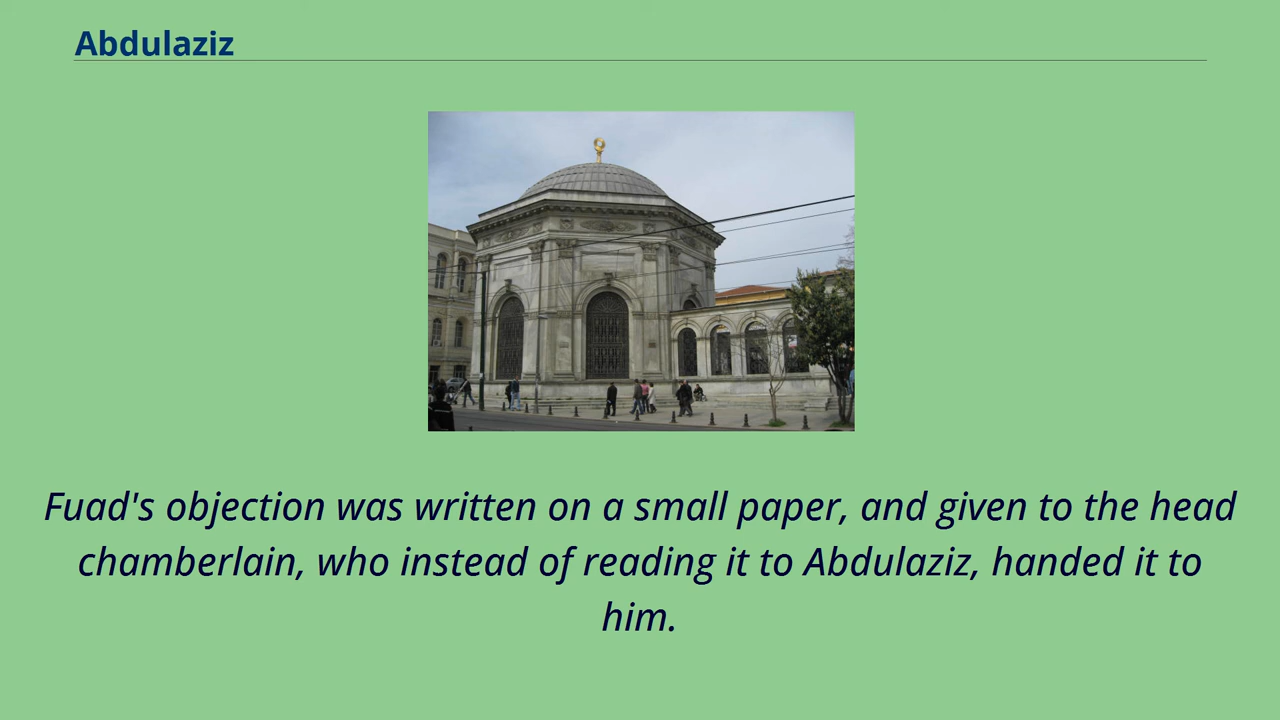 Abdulaziz
Fuad's objection was written on a small paper, and given to the head
chamberlain, who instead of reading it to Abdulaziz, handed it to
him.